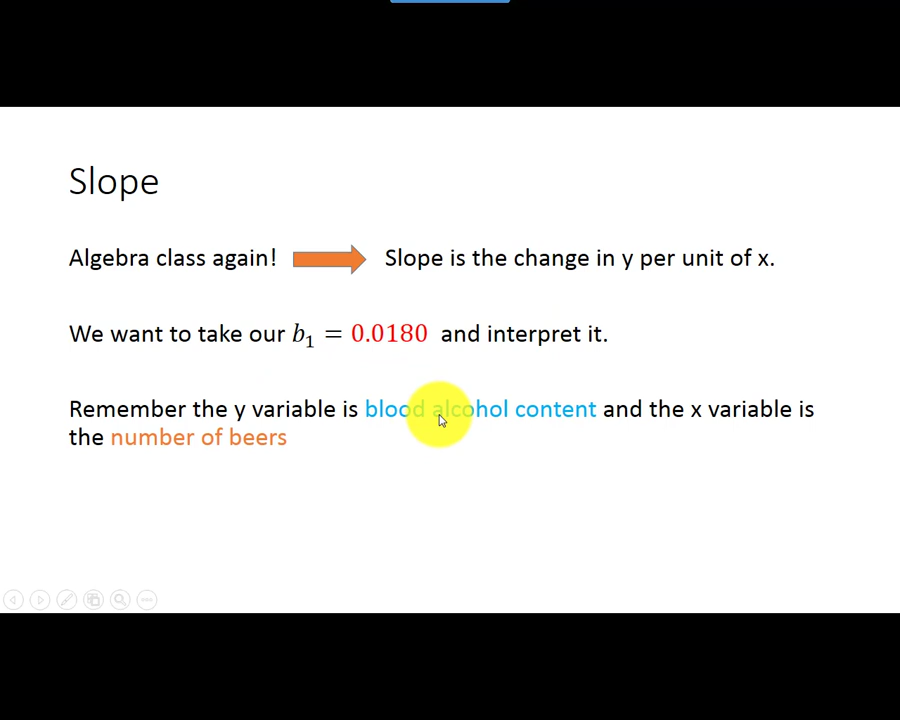 Slope
Algebra class again! Slope is the change in y per unit of x.
We want to take our b₁ = 0.0180 and interpret it.
Remember the y variable is blood alcohol content and the x variable is
the number of beers